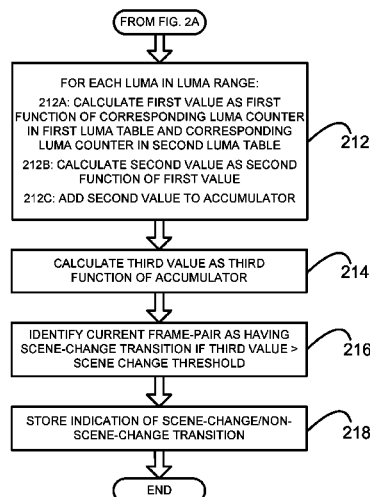 FROM FIG. 2A
FOR EACH LUMA IN LUMA RANGE:
212A: CALCULATE FIRST VALUE AS FIRST
FUNCTION OF CORRESPONDING LUMA COUNTER
IN FIRST LUMA TABLE AND CORRESPONDING
LUMA COUNTER IN SECOND LUMA TABLE
212B: CALCULATE SECOND VALUE AS SECOND
FUNCTION OF FIRST VALUE
212C: ADD SECOND VALUE TO ACCUMULATOR
212
CALCULATE THIRD VALUE AS THIRD
FUNCTION OF ACCUMULATOR
214
IDENTIFY CURRENT FRAME-PAIR AS HAVING
SCENE-CHANGE TRANSITION IF THIRD VALUE >
SCENE CHANGE THRESHOLD
216
STORE INDICATION OF SCENE-CHANGE/NON-
SCENE-CHANGE TRANSITION
218
END